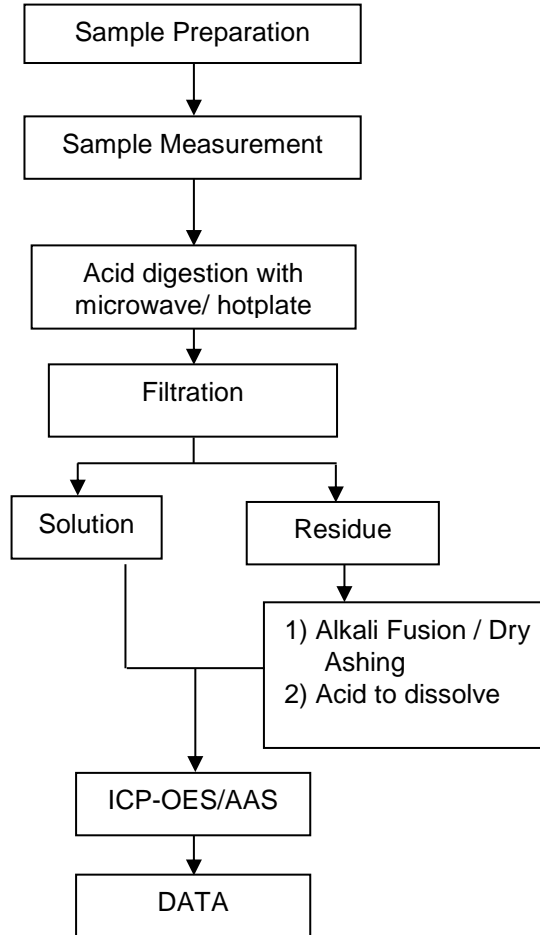 Sample Preparation
Sample Measurement
Acid digestion with
microwave/ hotplate
Filtration
Solution
Residue
1) Alkali Fusion / Dry
Ashing
2) Acid to dissolve
ICP-OES/AAS
DATA